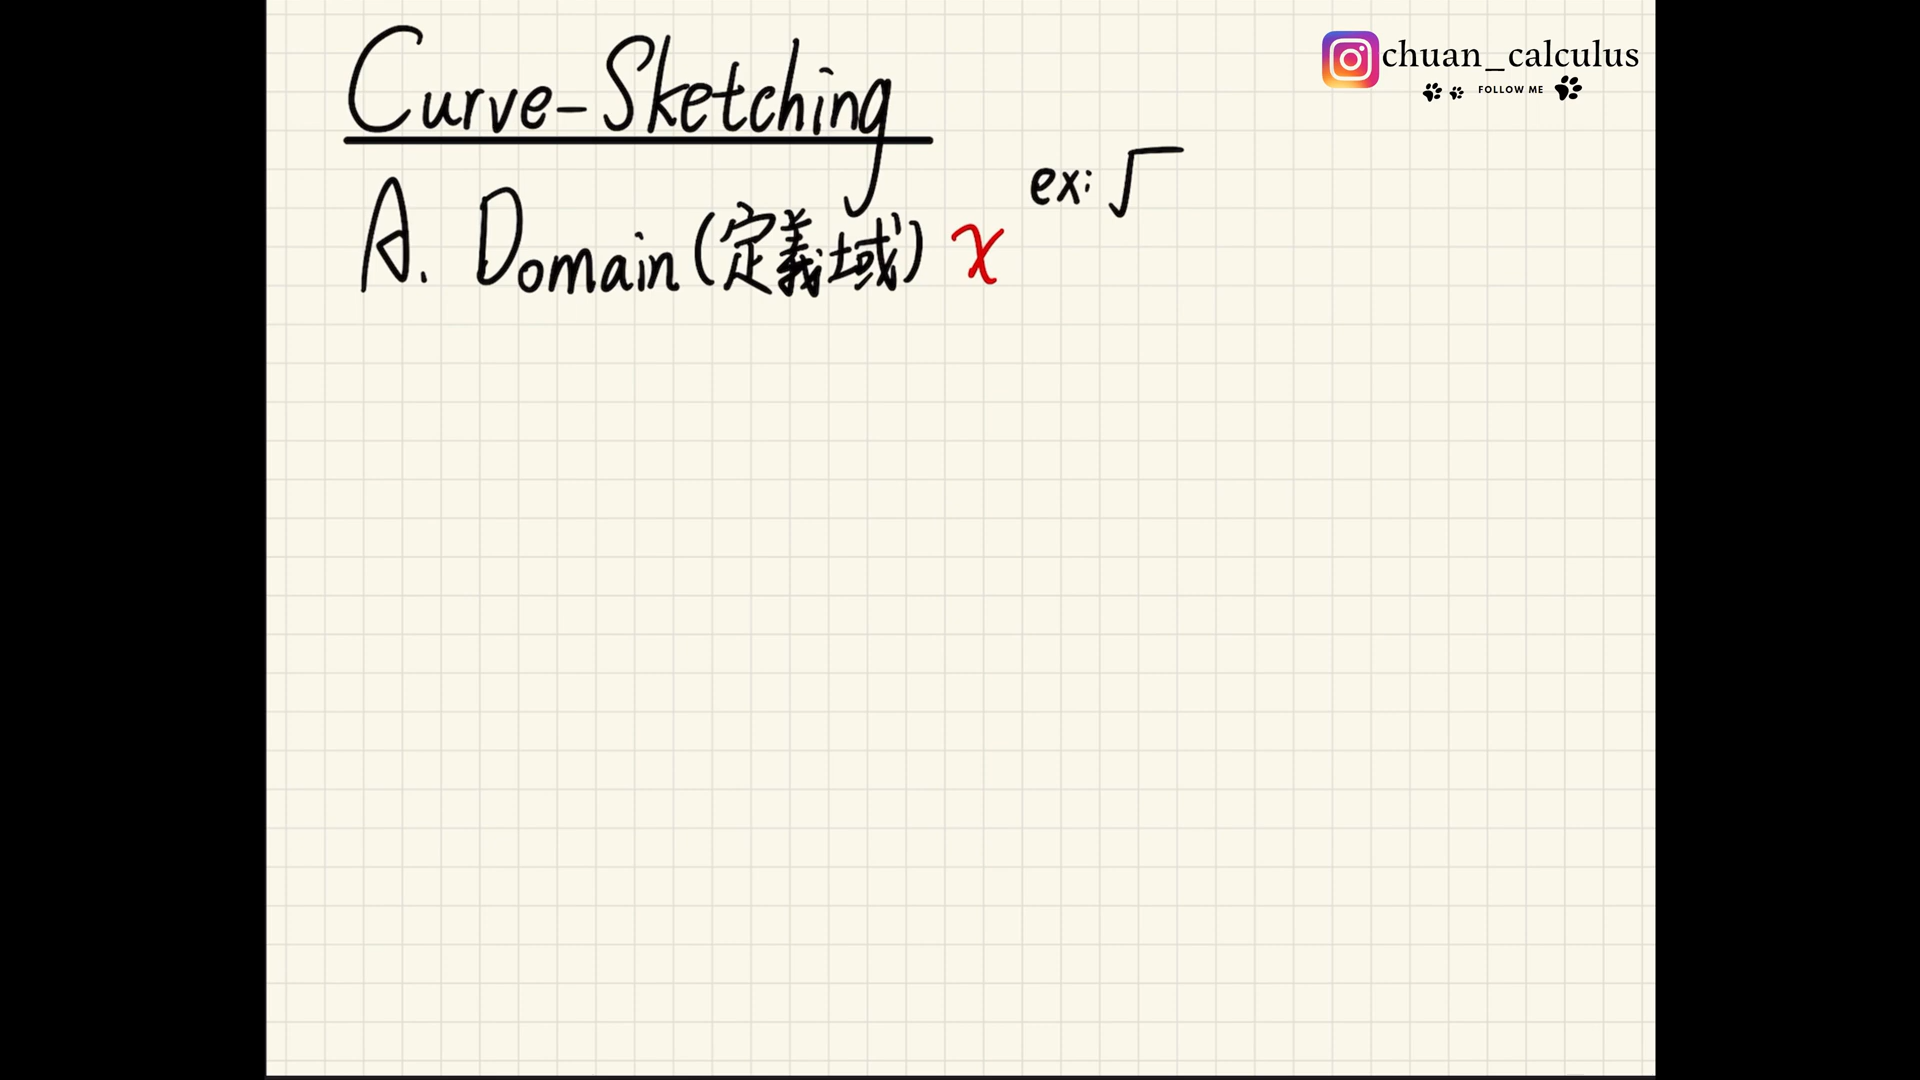 Curve-Sketching
chuan_calculus
FOLLOW ME
ex: √
A. Domain (定義域) x